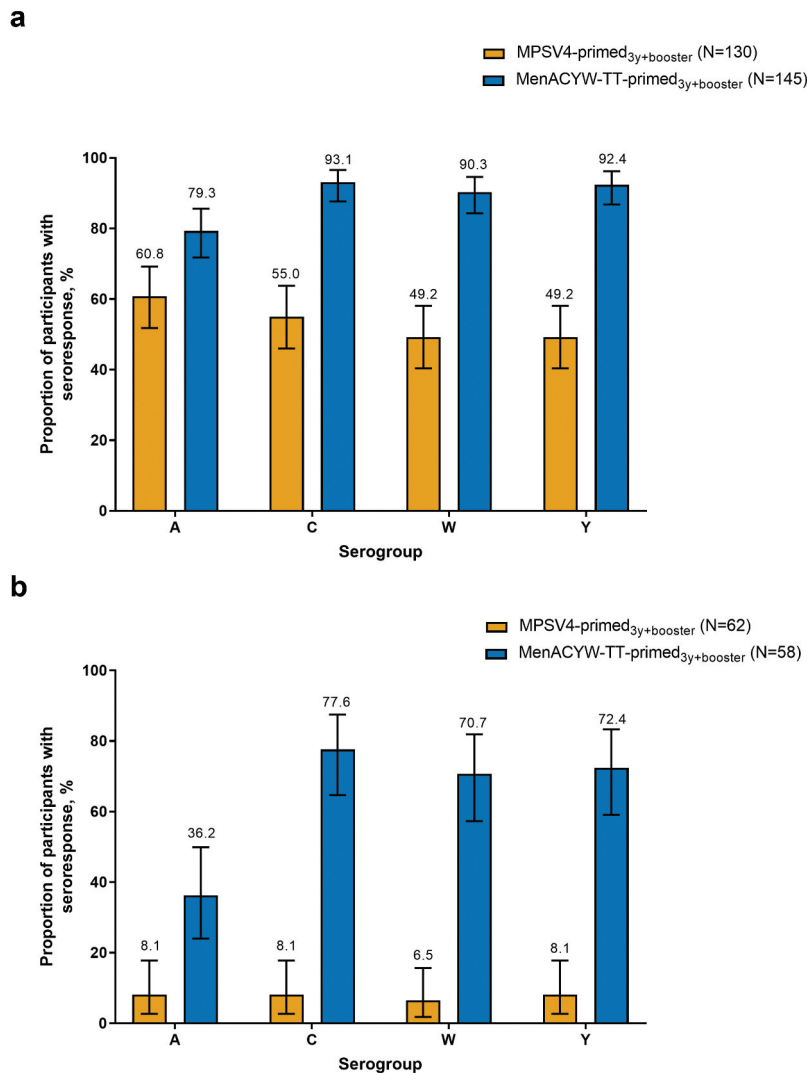 a
MPSV4-primed3y+booster (N=130)
MenACYW-TT-primed3y+booster (N=145)
Proportion of participants with
seroresponse, %
100
80
60
40
20
0
60.8
79.3
55.0
93.1
49.2
90.3
49.2
92.4
A C W Y
Serogroup
b
MPSV4-primed3y+booster (N=62)
MenACYW-TT-primed3y+booster (N=58)
Proportion of participants with
seroresponse, %
100
80
60
40
20
0
8.1
36.2
8.1
77.6
6.5
70.7
8.1
72.4
A C W Y
Serogroup